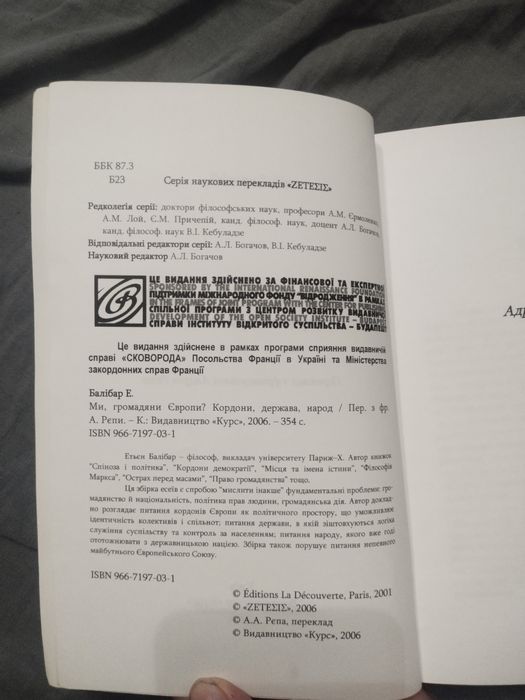 ББК 87.3
Б23
Серія наукових перекладів «ΖΕΤΕΣΙΣ»
Редколегія серії: доктори філософських наук, професори А.М. Єрмоленко,
А.М. Лой, Є.М. Причепій, канд. філософ. наук, доцент А.Л. Богачов,
канд. філософ. наук В.І. Кебуладзе
Відповідальні редактори серії: А.Л. Богачов, В.І. Кебуладзе
Науковий редактор А.Л. Богачов
ЦЕ ВИДАННЯ ЗДІЙСНЕНО ЗА ФІНАНСОВОЇ ТА ЕКСПЕРТНОЇ
SPONSORED BY THE INTERNATIONAL RENAISSANCE FOUNDATION
ПІДТРИМКИ МІЖНАРОДНОГО ФОНДУ "ВІДРОДЖЕННЯ" В РАМКАХ
IN THE FRAMES OF JOINT PROGRAM WITH THE CENTER FOR PUBLISHING
СПІЛЬНОЇ ПРОГРАМИ З ЦЕНТРОМ РОЗВИТКУ ВИДАВНИЧОЇ
DEVELOPMENT OF THE OPEN SOCIETY INSTITUTE – BUDAPEST
СПРАВИ ІНСТИТУТУ ВІДКРИТОГО СУСПІЛЬСТВА – БУДАПЕШТ
Це видання здійснене в рамках програми сприяння видавничій
справі «СКОВОРОДА» Посольства Франції в Україні та Міністерства
закордонних справ Франції
Балібар Е.
Ми, громадяни Європи? Кордони, держава, народ / Пер. з фр.
А. Репи. – К.: Видавництво «Курс», 2006. – 354 с.
ISBN 966-7197-03-1
Етьєн Балібар – філософ, викладач університету Париж–X. Автор книжок
"Спіноза і політика", "Кордони демократії", "Місця та імена істини", "Філософія
Маркса", "Острах перед масами", "Право громадянства" тощо.
Ця збірка есеїв є спробою "мислити інакше" фундаментальні проблеми: гро-
мадянство й національність, політика прав людини, громадянська дія. Автор доклад-
но розглядає питання кордонів Європи як політичного простору, що уможливлює
ідентичність колективів і спільнот; питання держави, в якій зіштовхуються логіка
служіння суспільству та контроль за населенням; питання народу, якого вже годі
ототожнювати з державницькою нацією. Збірка також порушує питання непевного
майбутнього Європейського Союзу.
ISBN 966-7197-03-1
© Éditions La Découverte, Paris, 2001
© «ΖΕΤΕΣΙΣ», 2006
© А.А. Репа, переклад
© Видавництво «Курс», 2006